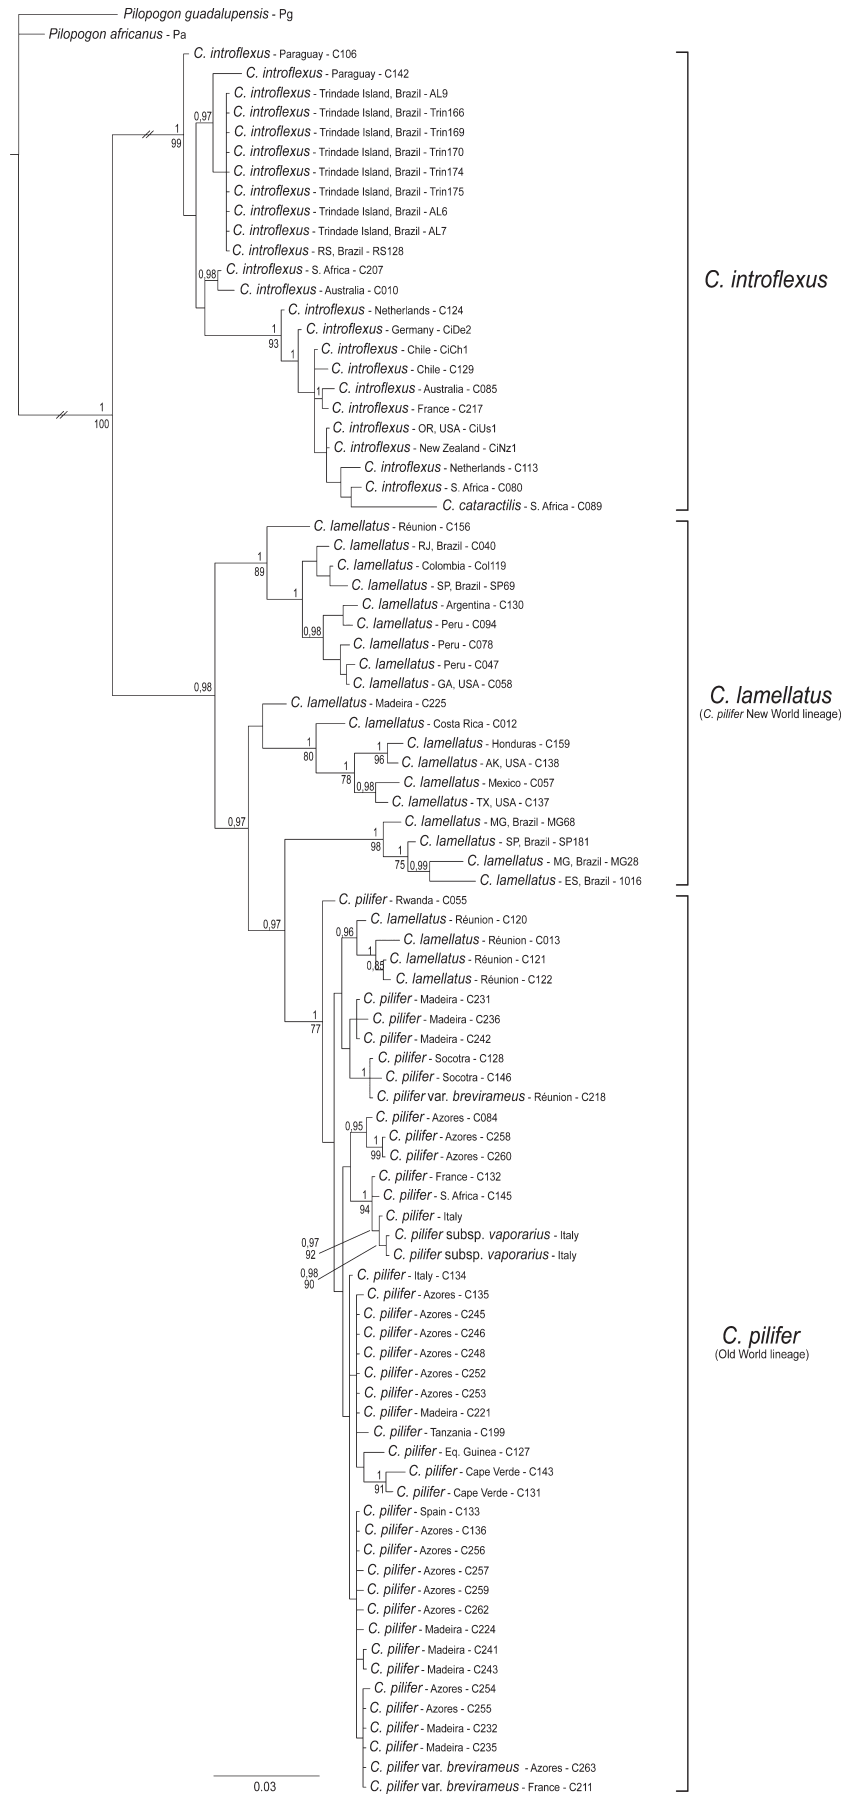 Pilopogon guadalupensis - Pg
Pilopogon africanus - Pa
C. introflexus - Paraguay - C106
C. introflexus - Paraguay - C142
C. introflexus - Trindade Island, Brazil - AL9
0,97
C. introflexus - Trindade Island, Brazil - Trin166
1
99
C. introflexus - Trindade Island, Brazil - Trin169
C. introflexus - Trindade Island, Brazil - Trin170
C. introflexus - Trindade Island, Brazil - Trin174
C. introflexus - Trindade Island, Brazil - Trin175
C. introflexus - Trindade Island, Brazil - AL6
C. introflexus - Trindade Island, Brazil - AL7
C. introflexus - RS, Brazil - RS128
0,98
C. introflexus - S. Africa - C207
C. introflexus
C. introflexus - Australia - C010
C. introflexus - Netherlands - C124
1
93
C. introflexus - Germany - CiDe2
1
C. introflexus - Chile - CiCh1
C. introflexus - Chile - C129
1
C. introflexus - Australia - C085
C. introflexus - France - C217
1
100
C. introflexus - OR, USA - CiUs1
C. introflexus - New Zealand - CiNz1
C. introflexus - Netherlands - C113
C. introflexus - S. Africa - C080
C. cataractilis - S. Africa - C089
C. lamellatus - Réunion - C156
C. lamellatus - RJ, Brazil - C040
1
89
C. lamellatus - Colombia - Col119
C. lamellatus - SP, Brazil - SP69
1
C. lamellatus - Argentina - C130
C. lamellatus - Peru - C094
0,98
C. lamellatus - Peru - C078
C. lamellatus - Peru - C047
C. lamellatus - GA, USA - C058
0,98
C. lamellatus
(C. pilifer New World lineage)
C. lamellatus - Madeira - C225
C. lamellatus - Costa Rica - C012
1
80
C. lamellatus - Honduras - C159
1
96
C. lamellatus - AK, USA - C138
1
78
C. lamellatus - Mexico - C057
0,98
C. lamellatus - TX, USA - C137
0,97
C. lamellatus - MG, Brazil - MG68
1
98
C. lamellatus - SP, Brazil - SP181
1
75
C. lamellatus - MG, Brazil - MG28
0,99
C. lamellatus - ES, Brazil - 1016
C. pilifer - Rwanda - C055
0,97
C. lamellatus - Réunion - C120
0,96
C. lamellatus - Réunion - C013
1
C. lamellatus - Réunion - C121
0,85
C. lamellatus - Réunion - C122
C. pilifer - Madeira - C231
1
77
C. pilifer - Madeira - C236
C. pilifer - Madeira - C242
C. pilifer - Socotra - C128
1
C. pilifer - Socotra - C146
C. pilifer var. brevirameus - Réunion - C218
C. pilifer - Azores - C084
0,95
C. pilifer - Azores - C258
1
99
C. pilifer - Azores - C260
C. pilifer - France - C132
1
94
C. pilifer - S. Africa - C145
C. pilifer - Italy
C. pilifer subsp. vaporarius - Italy
0,97
92
C. pilifer subsp. vaporarius - Italy
0,98
90
C. pilifer - Italy - C134
C. pilifer - Azores - C135
C. pilifer - Azores - C245
C. pilifer - Azores - C246
C. pilifer
(Old World lineage)
C. pilifer - Azores - C248
C. pilifer - Azores - C252
C. pilifer - Azores - C253
C. pilifer - Madeira - C221
C. pilifer - Tanzania - C199
C. pilifer - Eq. Guinea - C127
C. pilifer - Cape Verde - C143
1
91
C. pilifer - Cape Verde - C131
C. pilifer - Spain - C133
C. pilifer - Azores - C136
C. pilifer - Azores - C256
C. pilifer - Azores - C257
C. pilifer - Azores - C259
C. pilifer - Azores - C262
C. pilifer - Madeira - C224
C. pilifer - Madeira - C241
C. pilifer - Madeira - C243
C. pilifer - Azores - C254
C. pilifer - Azores - C255
C. pilifer - Madeira - C232
C. pilifer - Madeira - C235
C. pilifer var. brevirameus - Azores - C263
C. pilifer var. brevirameus - France - C211
0.03